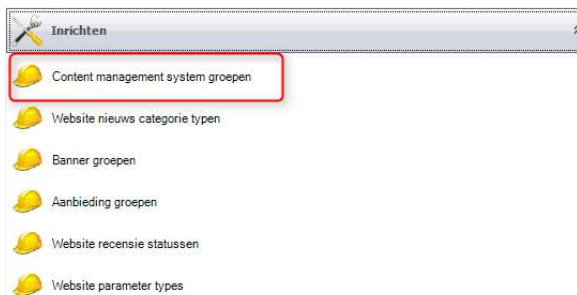 Inrichten
Content management system groepen
Website nieuws categorie typen
Banner groepen
Aanbieding groepen
Website recensie statussen
Website parameter types